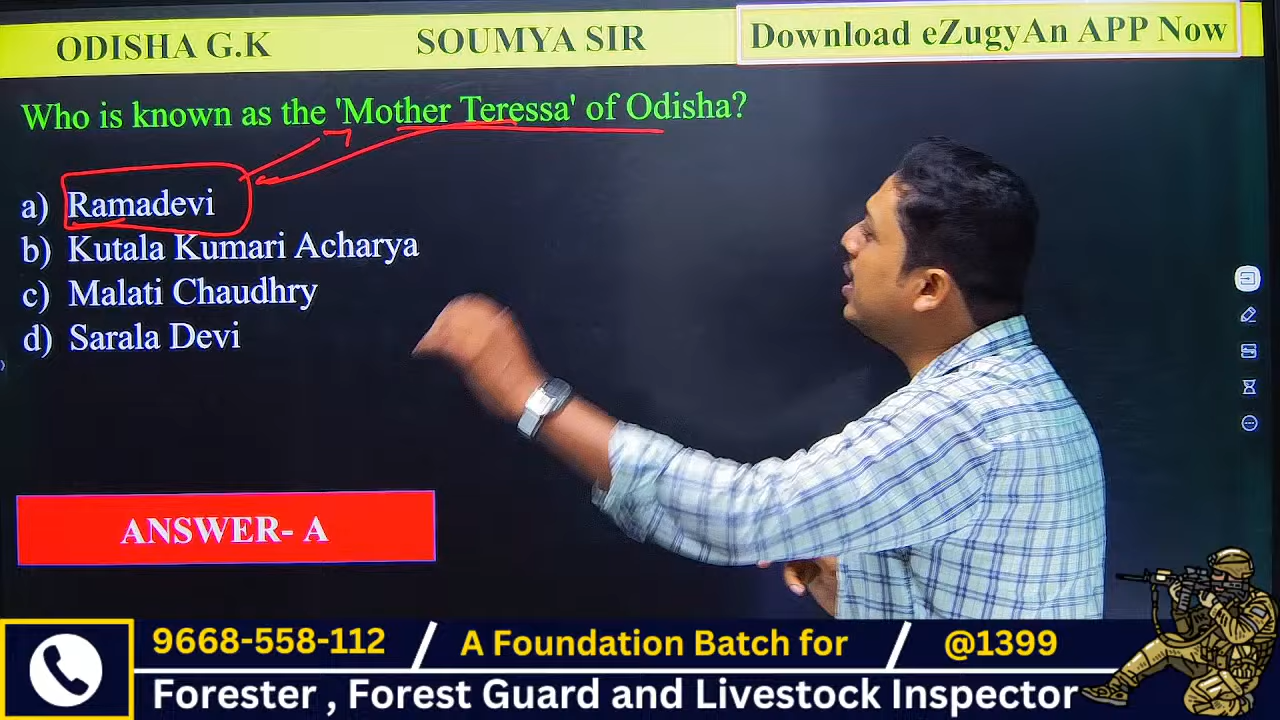 ODISHA G.K SOUMYA SIR Download eZugyAn APP Now
Who is known as the 'Mother Teressa' of Odisha?
a) Ramadevi
b) Kutala Kumari Acharya
c) Malati Chaudhry
d) Sarala Devi
ANSWER- A
9668-558-112 / A Foundation Batch for / @1399
Forester , Forest Guard and Livestock Inspector